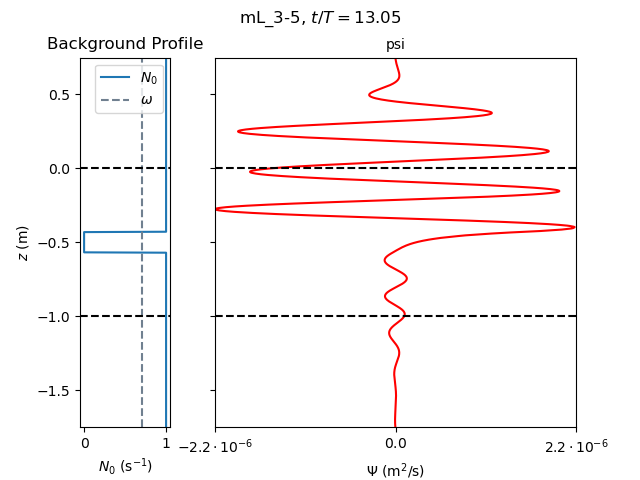 mL_3-5, t/T = 13.05
Background Profile
psi
N₀
ω
0.5
0.0
−0.5
−1.0
−1.5
z (m)
0
1
N₀ (s⁻¹)
−2.2 · 10⁻⁶
0.0
2.2 · 10⁻⁶
Ψ (m²/s)